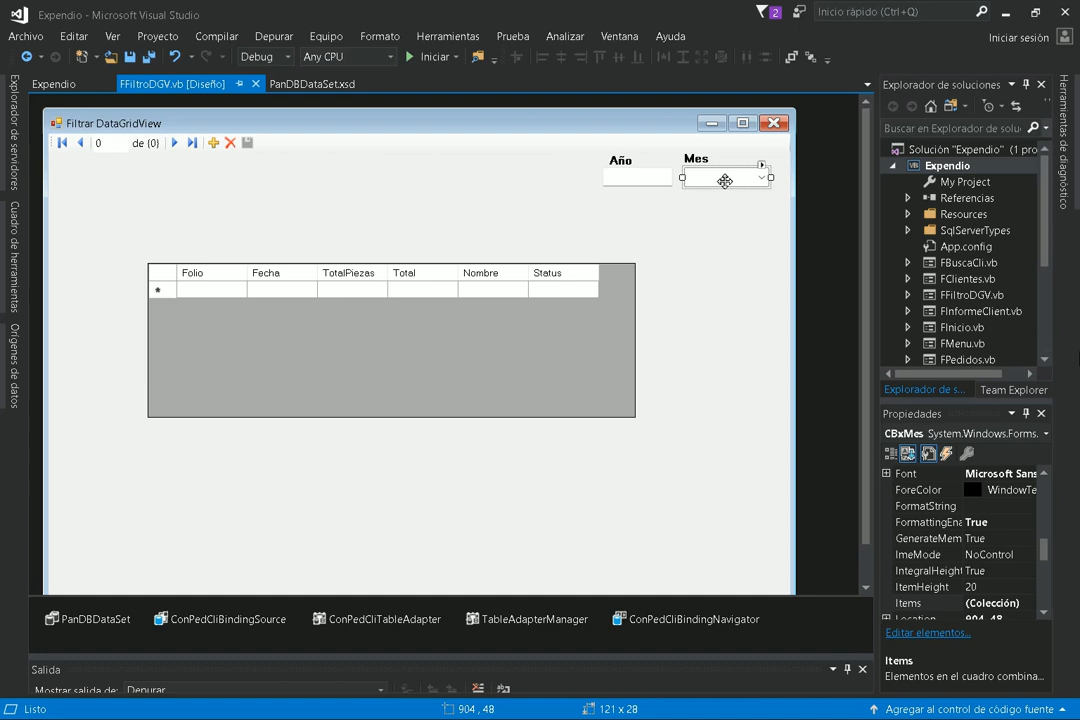 Expendio - Microsoft Visual Studio
2
Inicio rápido (Ctrl+Q)
Archivo Editar Ver Proyecto Compilar Depurar Equipo Formato Herramientas Prueba Analizar Ventana Ayuda
Iniciar sesión
Debug Any CPU Iniciar
Explorador de servidores
Cuadro de herramientas
Orígenes de datos
Expendio FFiltroDGV.vb [Diseño] PanDBDataSet.xsd
Filtrar DataGridView
0 de {0}
Año Mes
Folio Fecha TotalPiezas Total Nombre Status
*
PanDBDataSet ConPedCliBindingSource ConPedCliTableAdapter TableAdapterManager ConPedCliBindingNavigator
Salida
Mostrar salida de: Depurar
Explorador de soluciones
Buscar en Explorador de solu
Solución "Expendio" (1 pro
Expendio
My Project
Referencias
Resources
SqlServerTypes
App.config
FBuscaCli.vb
FClientes.vb
FFiltroDGV.vb
FInformeClient.vb
FInicio.vb
FMenu.vb
FPedidos.vb
Explorador de s... Team Explorer
Herramientas de diagnóstico
Propiedades
CBxMes System.Windows.Forms.
Font Microsoft Sans
ForeColor WindowTe
FormatString
FormattingEna True
GenerateMem True
ImeMode NoControl
IntegralHeight True
ItemHeight 20
Items (Colección)
Location 904, 48
Editar elementos...
Items
Elementos en el cuadro combina...
Listo 904 , 48 121 x 28 Agregar al control de código fuente